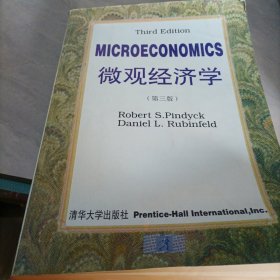 Third Edition
MICROECONOMICS
微观经济学
（第三版）
Robert S.Pindyck
Daniel L. Rubinfeld
清华大学出版社 Prentice-Hall International,Inc.